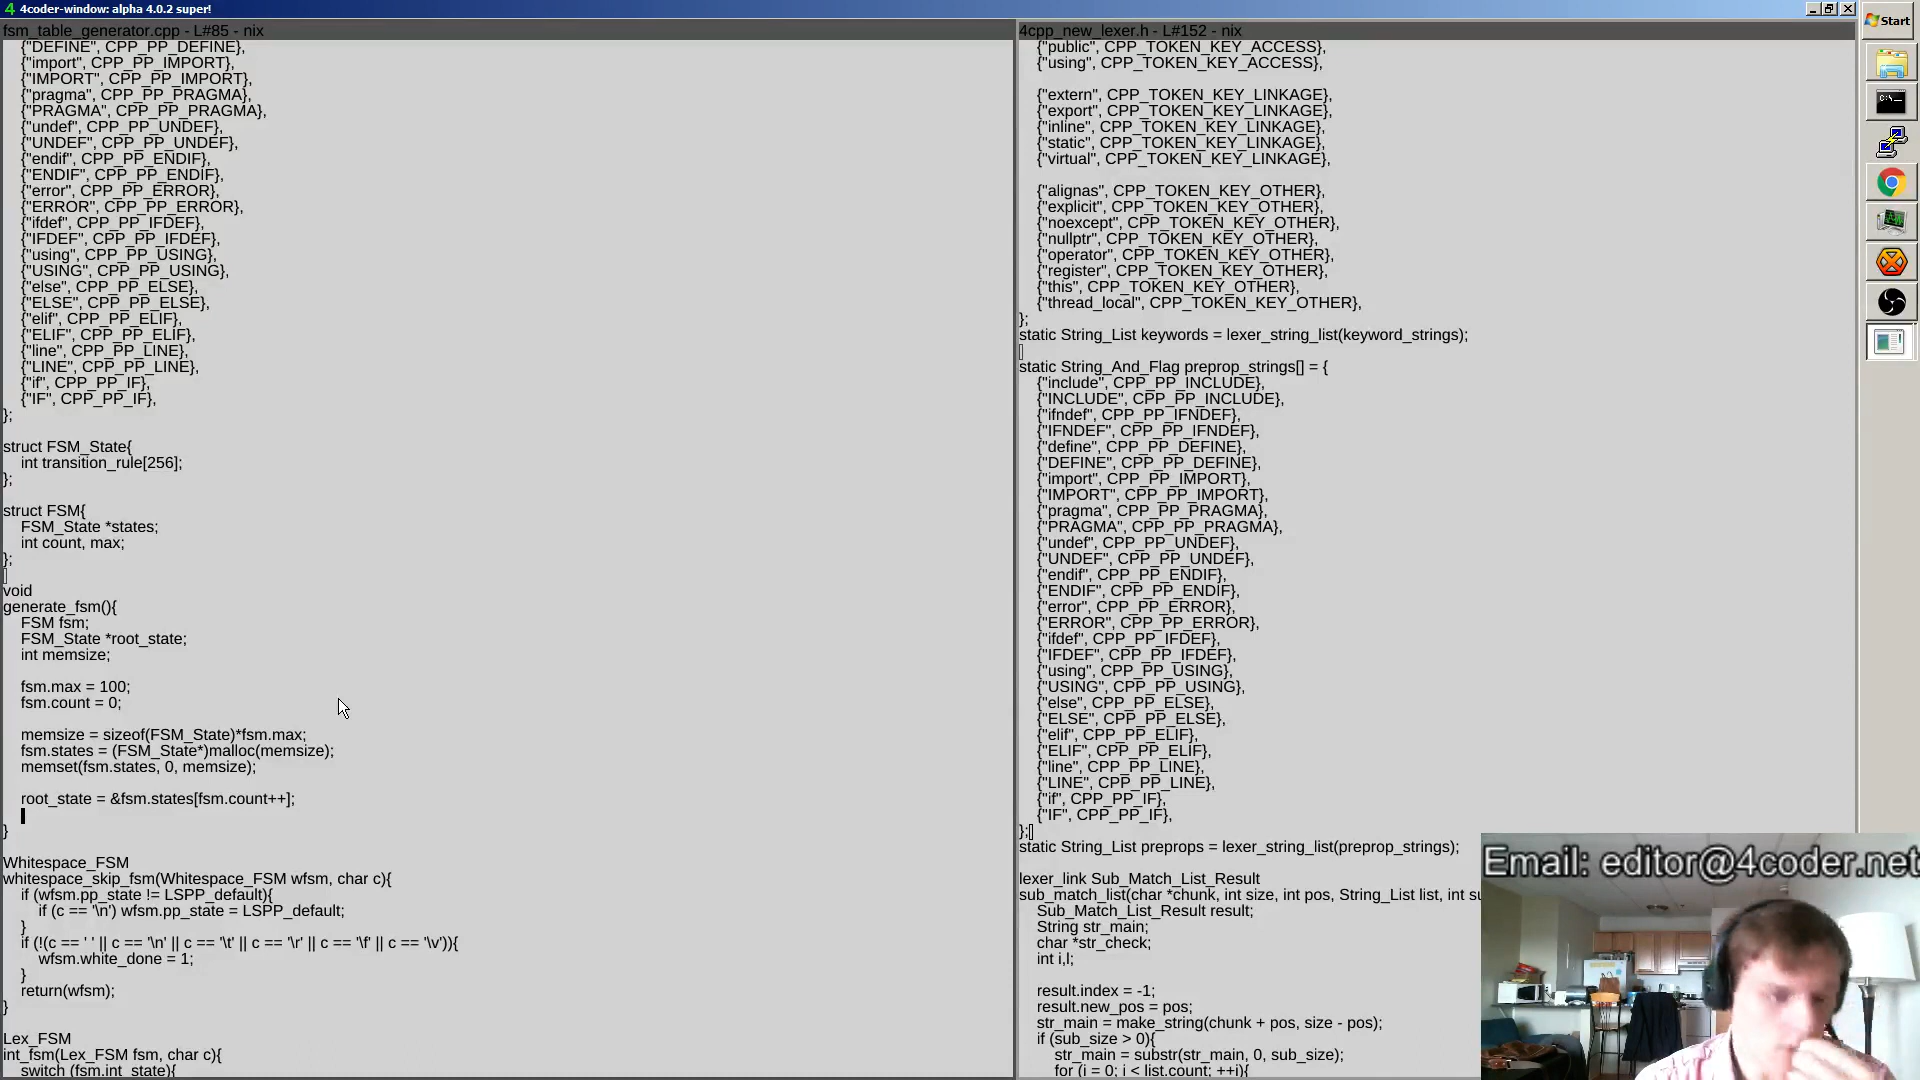 4coder-window: alpha 4.0.2 super!
Start
fsm_table_generator.cpp - L#85 - nix
{"DEFINE", CPP_PP_DEFINE},
{"import", CPP_PP_IMPORT},
{"IMPORT", CPP_PP_IMPORT},
{"pragma", CPP_PP_PRAGMA},
{"PRAGMA", CPP_PP_PRAGMA},
{"undef", CPP_PP_UNDEF},
{"UNDEF", CPP_PP_UNDEF},
{"endif", CPP_PP_ENDIF},
{"ENDIF", CPP_PP_ENDIF},
{"error", CPP_PP_ERROR},
{"ERROR", CPP_PP_ERROR},
{"ifdef", CPP_PP_IFDEF},
{"IFDEF", CPP_PP_IFDEF},
{"using", CPP_PP_USING},
{"USING", CPP_PP_USING},
{"else", CPP_PP_ELSE},
{"ELSE", CPP_PP_ELSE},
{"elif", CPP_PP_ELIF},
{"ELIF", CPP_PP_ELIF},
{"line", CPP_PP_LINE},
{"LINE", CPP_PP_LINE},
{"if", CPP_PP_IF},
{"IF", CPP_PP_IF},
};
struct FSM_State{
int transition_rule[256];
};
struct FSM{
FSM_State *states;
int count, max;
};
void
generate_fsm(){
FSM fsm;
FSM_State *root_state;
int memsize;
fsm.max = 100;
fsm.count = 0;
memsize = sizeof(FSM_State)*fsm.max;
fsm.states = (FSM_State*)malloc(memsize);
memset(fsm.states, 0, memsize);
root_state = &fsm.states[fsm.count++];
}
Whitespace_FSM
whitespace_skip_fsm(Whitespace_FSM wfsm, char c){
if (wfsm.pp_state != LSPP_default){
if (c == '\n') wfsm.pp_state = LSPP_default;
}
if (!(c == ' ' || c == '\n' || c == '\t' || c == '\r' || c == '\f' || c == '\v')){
wfsm.white_done = 1;
}
return(wfsm);
}
Lex_FSM
int_fsm(Lex_FSM fsm, char c){
switch (fsm.int_state){
4cpp_new_lexer.h - L#152 - nix
{"public", CPP_TOKEN_KEY_ACCESS},
{"using", CPP_TOKEN_KEY_ACCESS},
{"extern", CPP_TOKEN_KEY_LINKAGE},
{"export", CPP_TOKEN_KEY_LINKAGE},
{"inline", CPP_TOKEN_KEY_LINKAGE},
{"static", CPP_TOKEN_KEY_LINKAGE},
{"virtual", CPP_TOKEN_KEY_LINKAGE},
{"alignas", CPP_TOKEN_KEY_OTHER},
{"explicit", CPP_TOKEN_KEY_OTHER},
{"noexcept", CPP_TOKEN_KEY_OTHER},
{"nullptr", CPP_TOKEN_KEY_OTHER},
{"operator", CPP_TOKEN_KEY_OTHER},
{"register", CPP_TOKEN_KEY_OTHER},
{"this", CPP_TOKEN_KEY_OTHER},
{"thread_local", CPP_TOKEN_KEY_OTHER},
};
static String_List keywords = lexer_string_list(keyword_strings);
static String_And_Flag preprop_strings[] = {
{"include", CPP_PP_INCLUDE},
{"INCLUDE", CPP_PP_INCLUDE},
{"ifndef", CPP_PP_IFNDEF},
{"IFNDEF", CPP_PP_IFNDEF},
{"define", CPP_PP_DEFINE},
{"DEFINE", CPP_PP_DEFINE},
{"import", CPP_PP_IMPORT},
{"IMPORT", CPP_PP_IMPORT},
{"pragma", CPP_PP_PRAGMA},
{"PRAGMA", CPP_PP_PRAGMA},
{"undef", CPP_PP_UNDEF},
{"UNDEF", CPP_PP_UNDEF},
{"endif", CPP_PP_ENDIF},
{"ENDIF", CPP_PP_ENDIF},
{"error", CPP_PP_ERROR},
{"ERROR", CPP_PP_ERROR},
{"ifdef", CPP_PP_IFDEF},
{"IFDEF", CPP_PP_IFDEF},
{"using", CPP_PP_USING},
{"USING", CPP_PP_USING},
{"else", CPP_PP_ELSE},
{"ELSE", CPP_PP_ELSE},
{"elif", CPP_PP_ELIF},
{"ELIF", CPP_PP_ELIF},
{"line", CPP_PP_LINE},
{"LINE", CPP_PP_LINE},
{"if", CPP_PP_IF},
{"IF", CPP_PP_IF},
};
static String_List preprops = lexer_string_list(preprop_strings);
lexer_link Sub_Match_List_Result
sub_match_list(char *chunk, int size, int pos, String_List list, int su
Sub_Match_List_Result result;
String str_main;
char *str_check;
int i,l;
result.index = -1;
result.new_pos = pos;
str_main = make_string(chunk + pos, size - pos);
if (sub_size > 0){
str_main = substr(str_main, 0, sub_size);
for (i = 0; i < list.count; ++i){
Email: editor@4coder.net